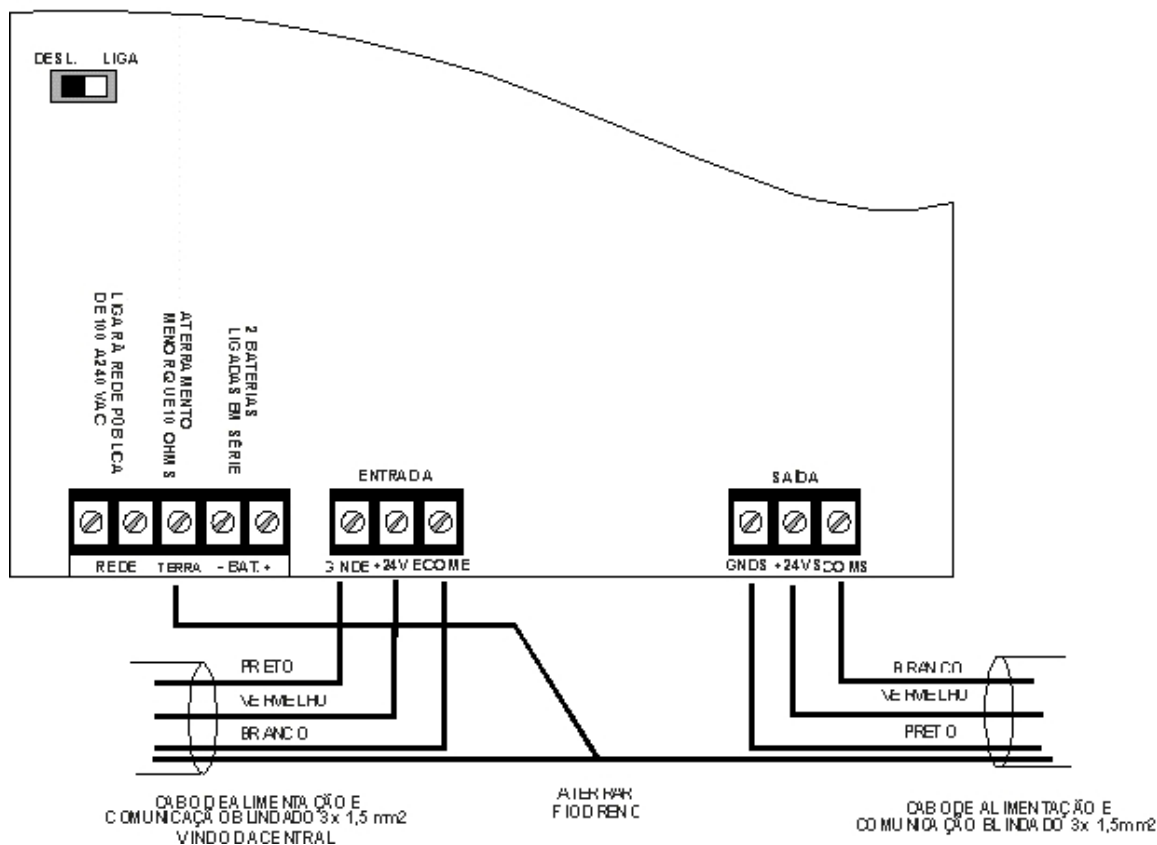 DESL. LIGA
LIGAR À REDE PÚBLICA
DE 100 A 240 VAC
ATERRAMENTO
MENOR QUE 10 OHMS
2 BATERIAS
LIGADAS EM SÉRIE
ENTRADA
SAÍDA
REDE TERRA - BAT. +
GNDE +24VE COME
GNDS +24VS COMS
PRETO
VERMELHO
BRANCO
BRANCO
VERMELHO
PRETO
CABO DE ALIMENTAÇÃO E
COMUNICAÇÃO BLINDADO 3 x 1,5 mm2
VINDO DA CENTRAL
ATERRAR
FIO DRENO
CABO DE ALIMENTAÇÃO E
COMUNICAÇÃO BLINDADO 3x 1,5mm2